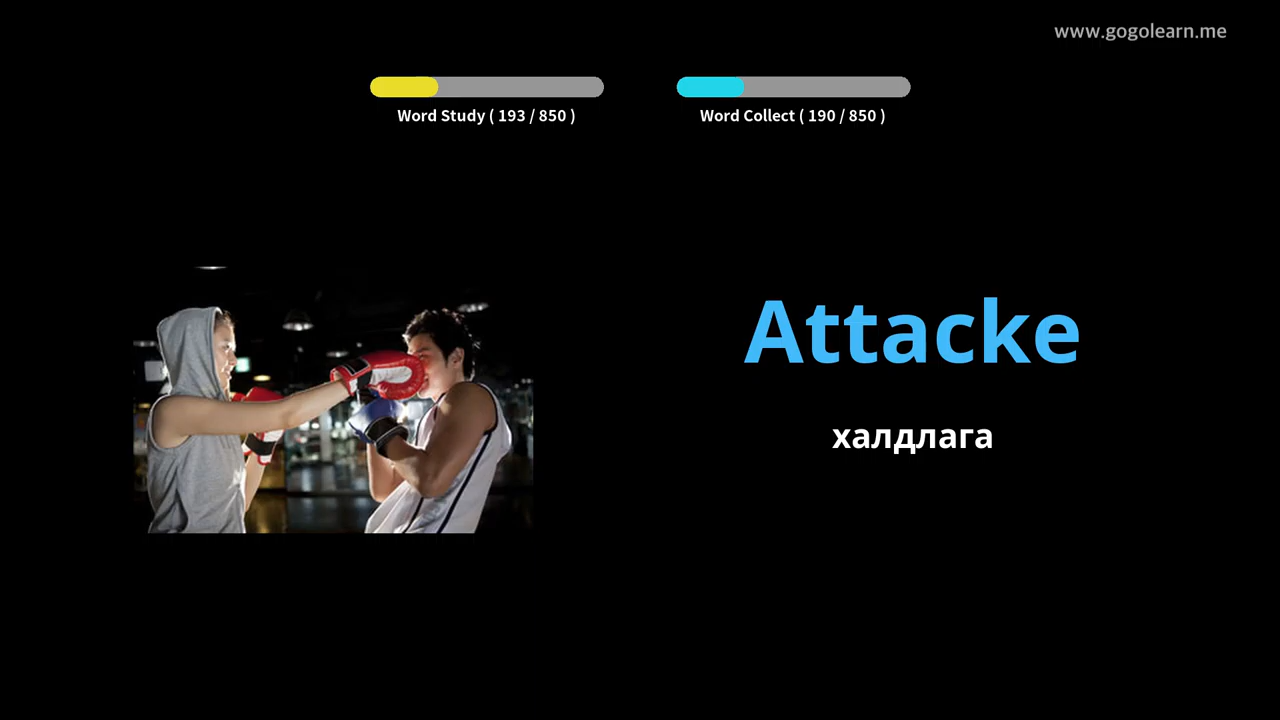 www.gogolearn.me
Word Study ( 193 / 850 )
Word Collect ( 190 / 850 )
Attacke
халдлага